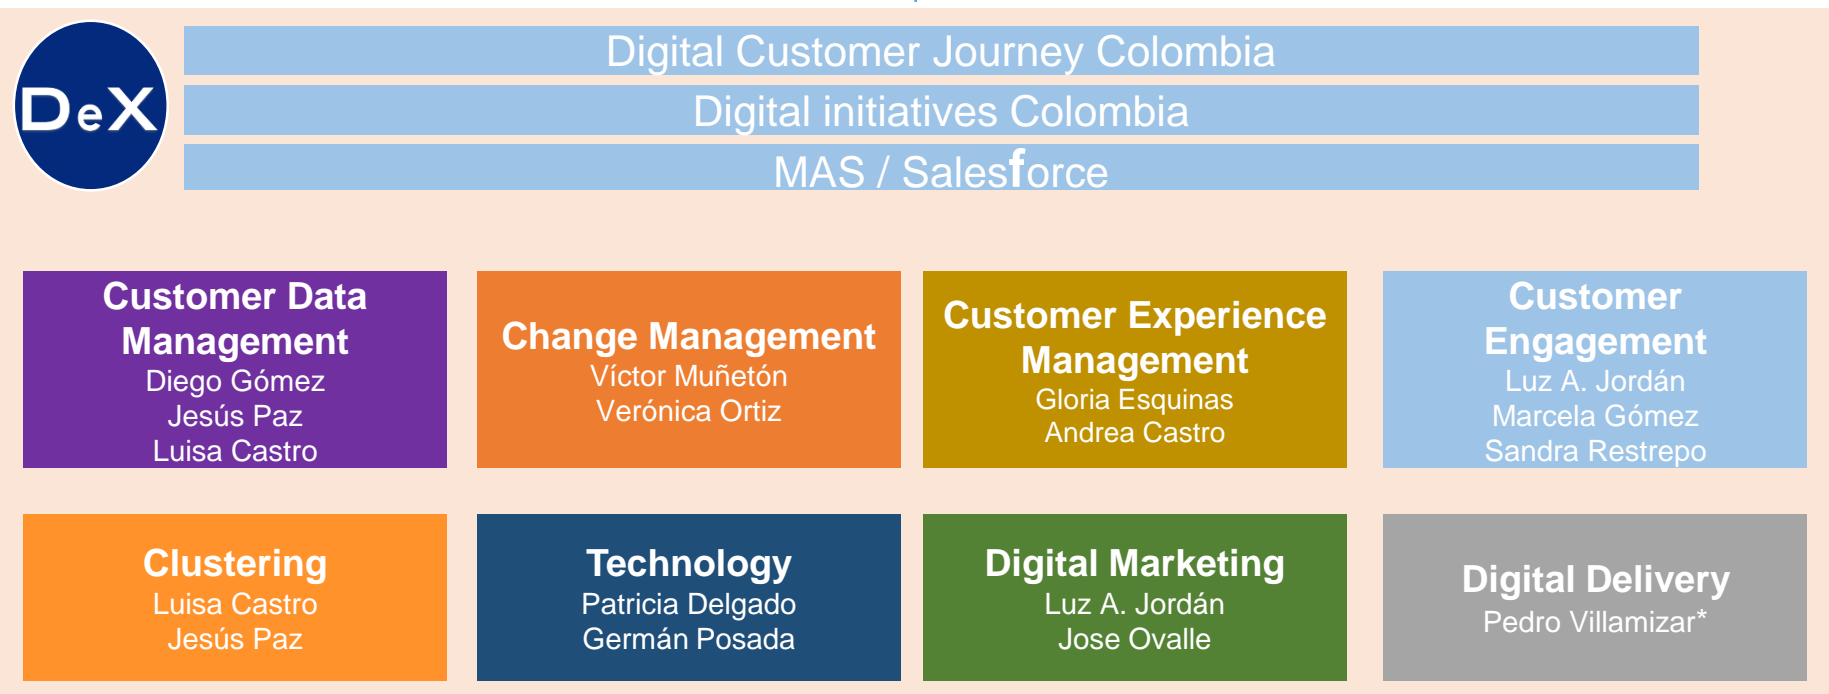 DeX
Digital Customer Journey Colombia
Digital initiatives Colombia
MAS / Salesforce
Customer Data
Management
Diego Gómez
Jesús Paz
Luisa Castro
Change Management
Víctor Muñetón
Verónica Ortiz
Customer Experience
Management
Gloria Esquinas
Andrea Castro
Customer
Engagement
Luz A. Jordán
Marcela Gómez
Sandra Restrepo
Clustering
Luisa Castro
Jesús Paz
Technology
Patricia Delgado
Germán Posada
Digital Marketing
Luz A. Jordán
Jose Ovalle
Digital Delivery
Pedro Villamizar*